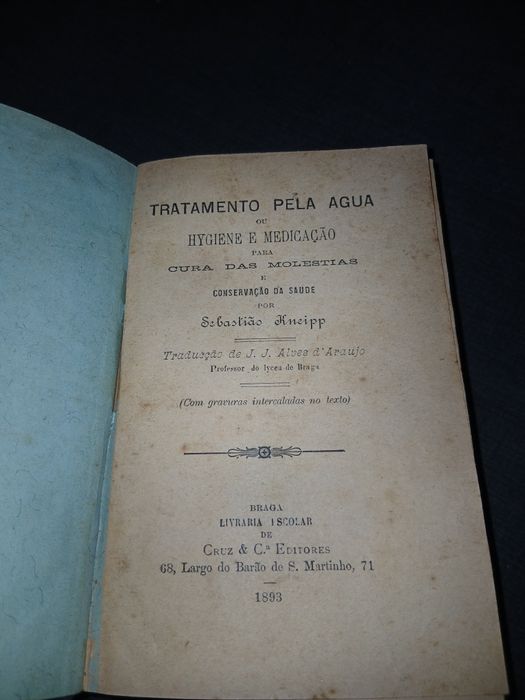 TRATAMENTO PELA AGUA
OU
HYGIENE E MEDICAÇÃO
PARA
CURA DAS MOLESTIAS
E
CONSERVAÇÃO DA SAUDE
POR
Sebastião Kneipp
Traducção de J. J. Alves d'Araujo
Professor do lyceu de Braga
(Com gravuras intercaladas no texto)
BRAGA
LIVRARIA ESCOLAR
DE
CRUZ & C.ª EDITORES
68, Largo do Barão de S. Martinho, 71
1893